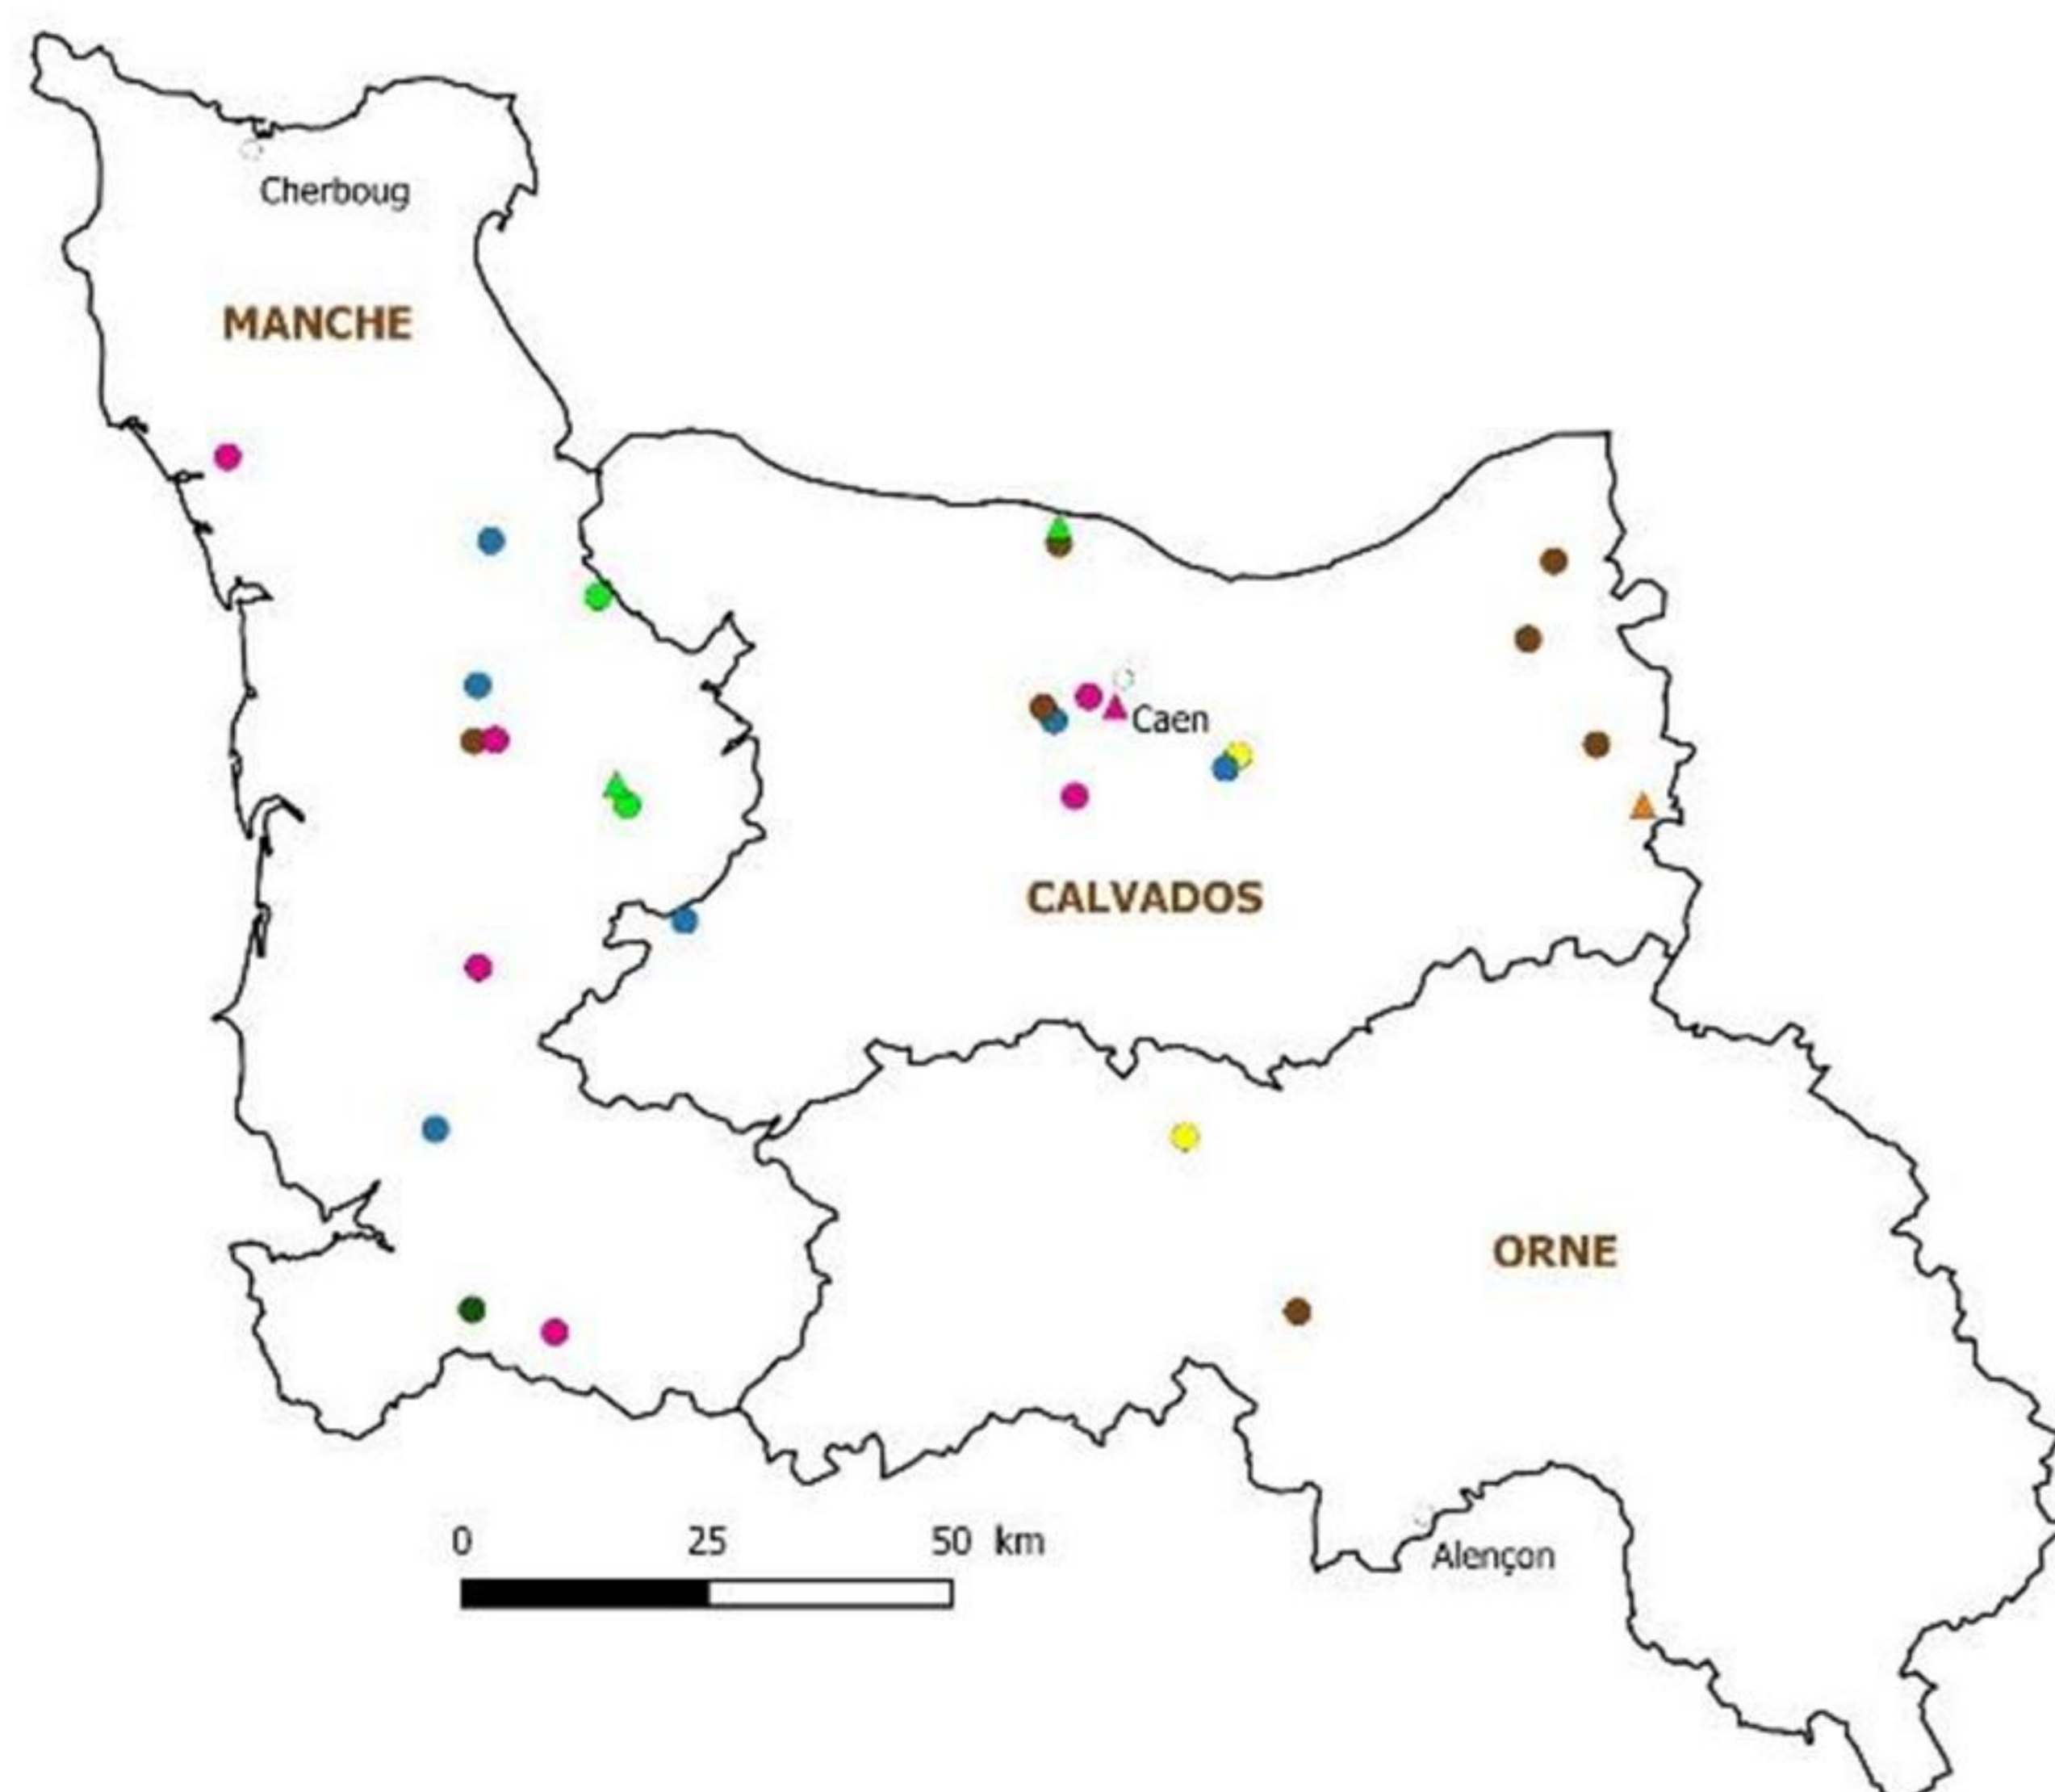 Cherboug
MANCHE
Caen
CALVADOS
ORNE
0 25 50 km
Alençon